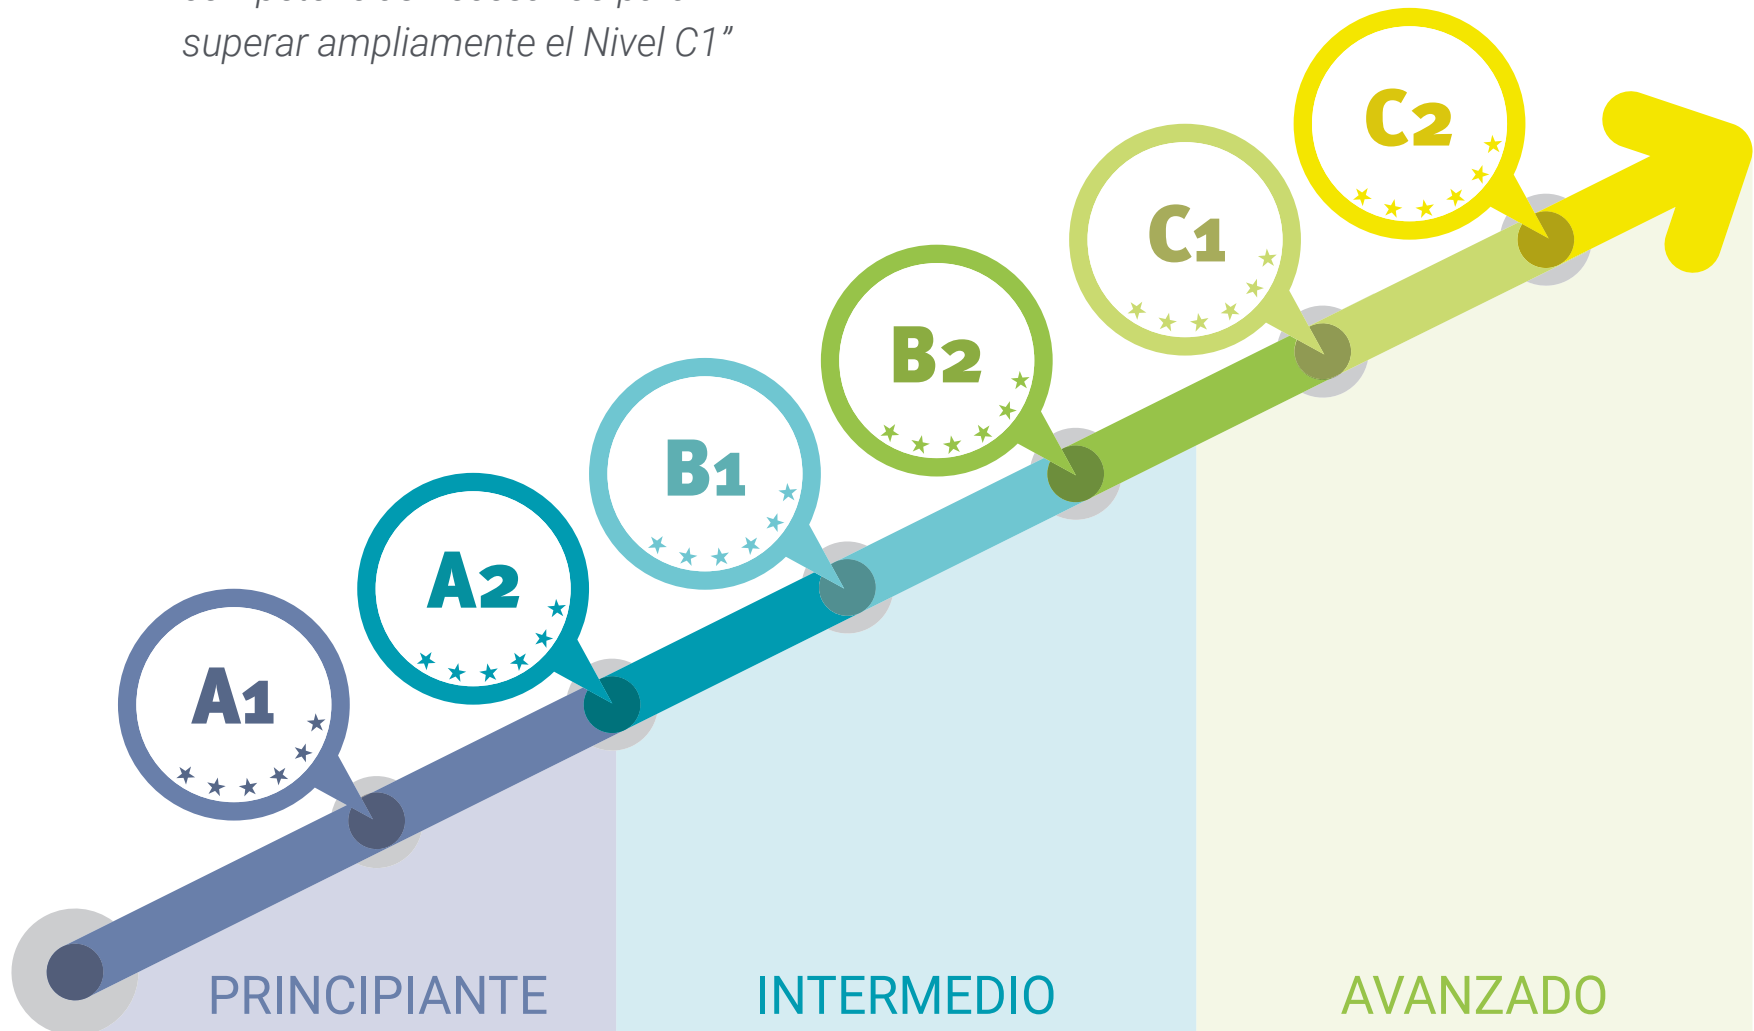 superar ampliamente el Nivel C1”
C2
C1
B2
B1
A2
A1
PRINCIPIANTE
INTERMEDIO
AVANZADO